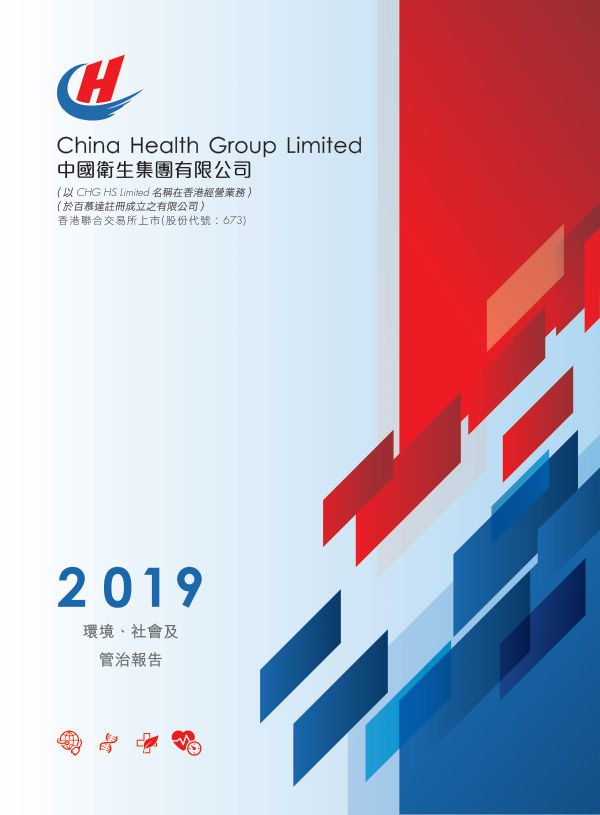 H
China Health Group Limited
中國衛生集團有限公司
(以 CHG HS Limited 名稱在香港經營業務)
(於百慕達註冊成立之有限公司)
香港聯合交易所上市(股份代號：673)
2019
環境、社會及
管治報告